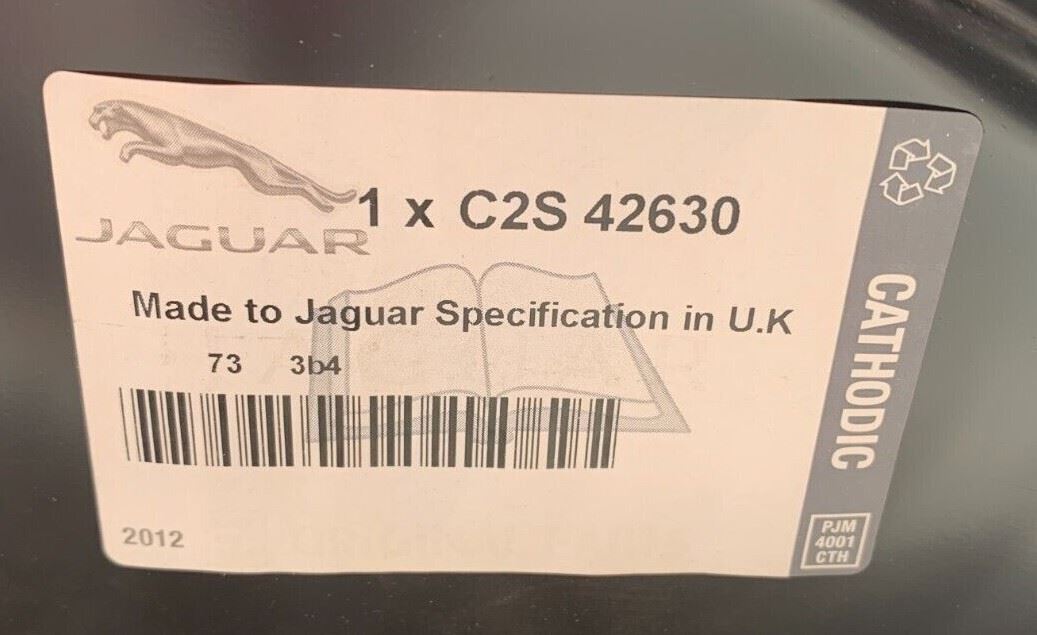 JAGUAR
1 x C2S 42630
Made to Jaguar Specification in U.K
73 3b4
2012
CATHODIC
PJM
4001
CTH